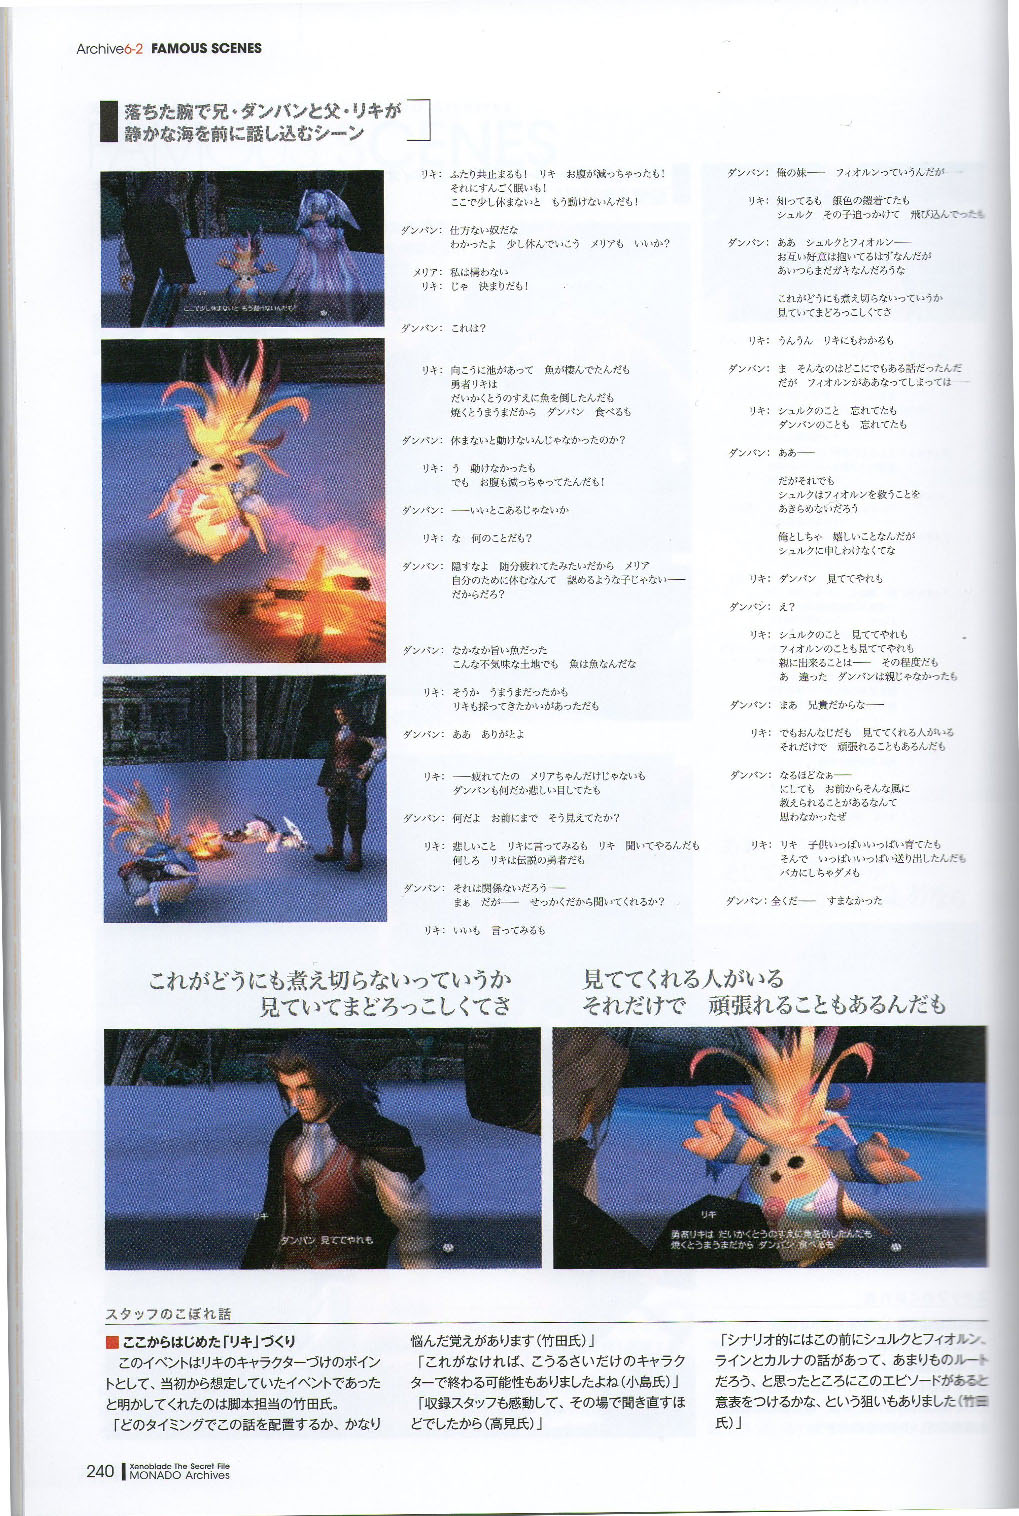 Archive6-2 FAMOUS SCENES
落ちた腕で兄・ダンバンと父・リキが
静かな海を前に話し込むシーン
リキ： ふたり共止まるも！ リキ お腹が減っちゃったも！
それにすんごく眠いも！
ここで少し休まないと もう動けないんだも！
ダンバン： 仕方ない奴だな
わかったよ 少し休んでいこう メリアも いいか？
メリア： 私は構わない
リキ： じゃ 決まりだも！
ダンバン： これは？
リキ： 向こうに池があって 魚が棲んでたんだも
勇者リキは
だいかくとうのすえに魚を倒したんだも
焼くとうまうまだから ダンバン 食べるも
ダンバン： 休まないと動けないんじゃなかったのか？
リキ： う 動けなかったも
でも お腹も減っちゃってたんだも！
ダンバン： ──いいとこあるじゃないか
リキ： な 何のことだも？
ダンバン： 隠すなよ 随分疲れてたみたいだから メリア
自分のために休むなんて 認めるような子じゃない──
だからだろ？
ダンバン： なかなか旨い魚だった
こんな不気味な土地でも 魚は魚なんだな
リキ： そうか うまうまだったかも
リキも採ってきたかいがあっただも
ダンバン： ああ ありがとよ
リキ： ──疲れてたの メリアちゃんだけじゃないも
ダンバンも何だか悲しい目してたも
ダンバン： 何だよ お前にまで そう見えてたか？
リキ： 悲しいこと リキに言ってみるも リキ 聞いてやるんだも
何しろ リキは伝説の勇者だも
ダンバン： それは関係ないだろう──
まぁ だが── せっかくだから聞いてくれるか？
リキ： いいも 言ってみるも
ダンバン： 俺の妹── フィオルンっていうんだが
リキ： 知ってるも 銀色の鎧着てたも
シュルク その子追っかけて 飛び込んでったも
ダンバン： ああ シュルクとフィオルン──
お互い好意は抱いてるはずなんだが
あいつらまだガキなんだろうな
これがどうにも煮え切らないっていうか
見ていてまどろっこしくてさ
リキ： うんうん リキにもわかるも
ダンバン： ま そんなのはどこにでもある話だったんだ
だが フィオルンがああなってしまっては──
リキ： シュルクのこと 忘れてたも
ダンバンのことも 忘れてたも
ダンバン： ああ──
だがそれでも
シュルクはフィオルンを救うことを
あきらめないだろう
俺としちゃ 嬉しいことなんだが
シュルクに申しわけなくてな
リキ： ダンバン 見ててやれも
ダンバン： え？
リキ： シュルクのこと 見ててやれも
フィオルンのことも見ててやれも
親に出来ることは── その程度だも
あ 違った ダンバンは親じゃなかったも
ダンバン： まあ 兄貴だからな──
リキ： でもおんなじだも 見ててくれる人がいる
それだけで 頑張れることもあるんだも
ダンバン： なるほどなぁ──
にしても お前からそんな風に
教えられることがあるなんて
思わなかったぜ
リキ： リキ 子供いっぱいいっぱい育てたも
そんで いっぱいいっぱい送り出したんだも
バカにしちゃダメも
ダンバン： 全くだ── すまなかった
ここで少し休まないと もう動けないんだも！
これがどうにも煮え切らないっていうか
見ていてまどろっこしくてさ
見ててくれる人がいる
それだけで 頑張れることもあるんだも
リキ
ダンバン 見ててやれも
リキ
勇者リキは だいかくとうのすえに魚を倒したんだも
焼くとうまうまだから ダンバン 食べるも
スタッフのこぼれ話
■ここからはじめた「リキ」づくり
このイベントはリキのキャラクターづけのポイン
トとして、当初から想定していたイベントであった
と明かしてくれたのは脚本担当の竹田氏。
「どのタイミングでこの話を配置するか、かなり
悩んだ覚えがあります（竹田氏）」
「これがなければ、こうるさいだけのキャラク
ターで終わる可能性もありましたよね（小島氏）」
「収録スタッフも感動して、その場で聞き直すほ
どでしたから（高見氏）」
「シナリオ的にはこの前にシュルクとフィオルン、
ラインとカルナの話があって、あまりものルート
だろう、と思ったところにこのエピソードがあると
意表をつけるかな、という狙いもありました（竹田
氏）」
240 Xenoblade The Secret File
MONADO Archives